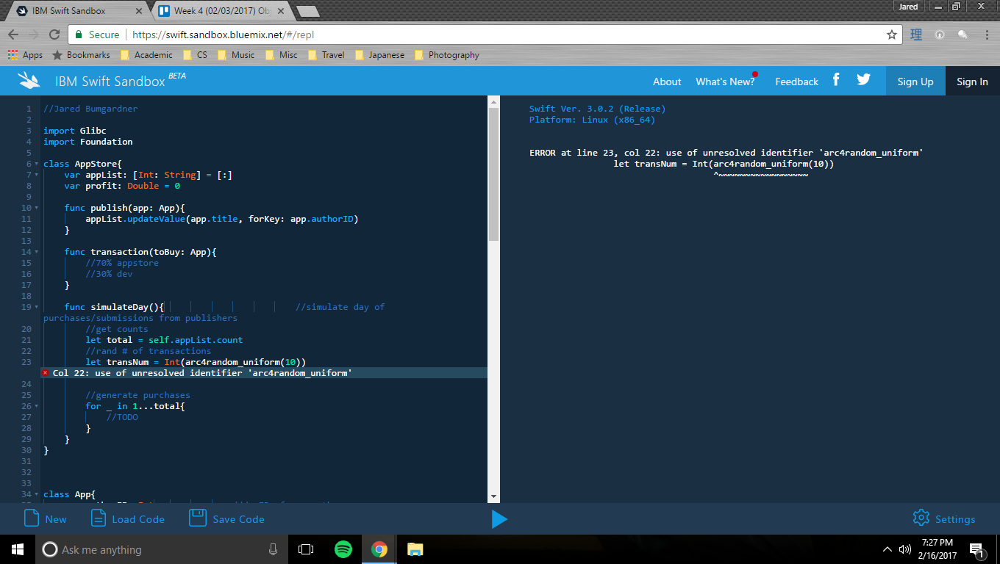 IBM Swift Sandbox
Week 4 (02/03/2017) Obj
Jared
Secure
https://swift.sandbox.bluemix.net/#/repl
Apps
Bookmarks
Academic
CS
Music
Misc
Travel
Japanese
Photography
IBM Swift Sandbox BETA
About
What's New?
Feedback
Sign Up
Sign In
1 //Jared Bumgardner
2
3 import Glibc
4 import Foundation
5
6 class AppStore{
7 var appList: [Int: String] = [:]
8 var profit: Double = 0
9
10 func publish(app: App){
11 appList.updateValue(app.title, forKey: app.authorID)
12 }
13
14 func transaction(toBuy: App){
15 //70% appstore
16 //30% dev
17 }
18
19 func simulateDay(){ //simulate day of
purchases/submissions from publishers
20 //get counts
21 let total = self.appList.count
22 //rand # of transactions
23 let transNum = Int(arc4random_uniform(10))
Col 22: use of unresolved identifier 'arc4random_uniform'
24
25 //generate purchases
26 for _ in 1...total{
27 //TODO
28 }
29 }
30 }
31
32
33
34 class App{
Swift Ver. 3.0.2 (Release)
Platform: Linux (x86_64)
ERROR at line 23, col 22: use of unresolved identifier 'arc4random_uniform'
let transNum = Int(arc4random_uniform(10))
^~~~~~~~~~~~~~~~~~
New
Load Code
Save Code
Settings
Ask me anything
7:27 PM
2/16/2017
1